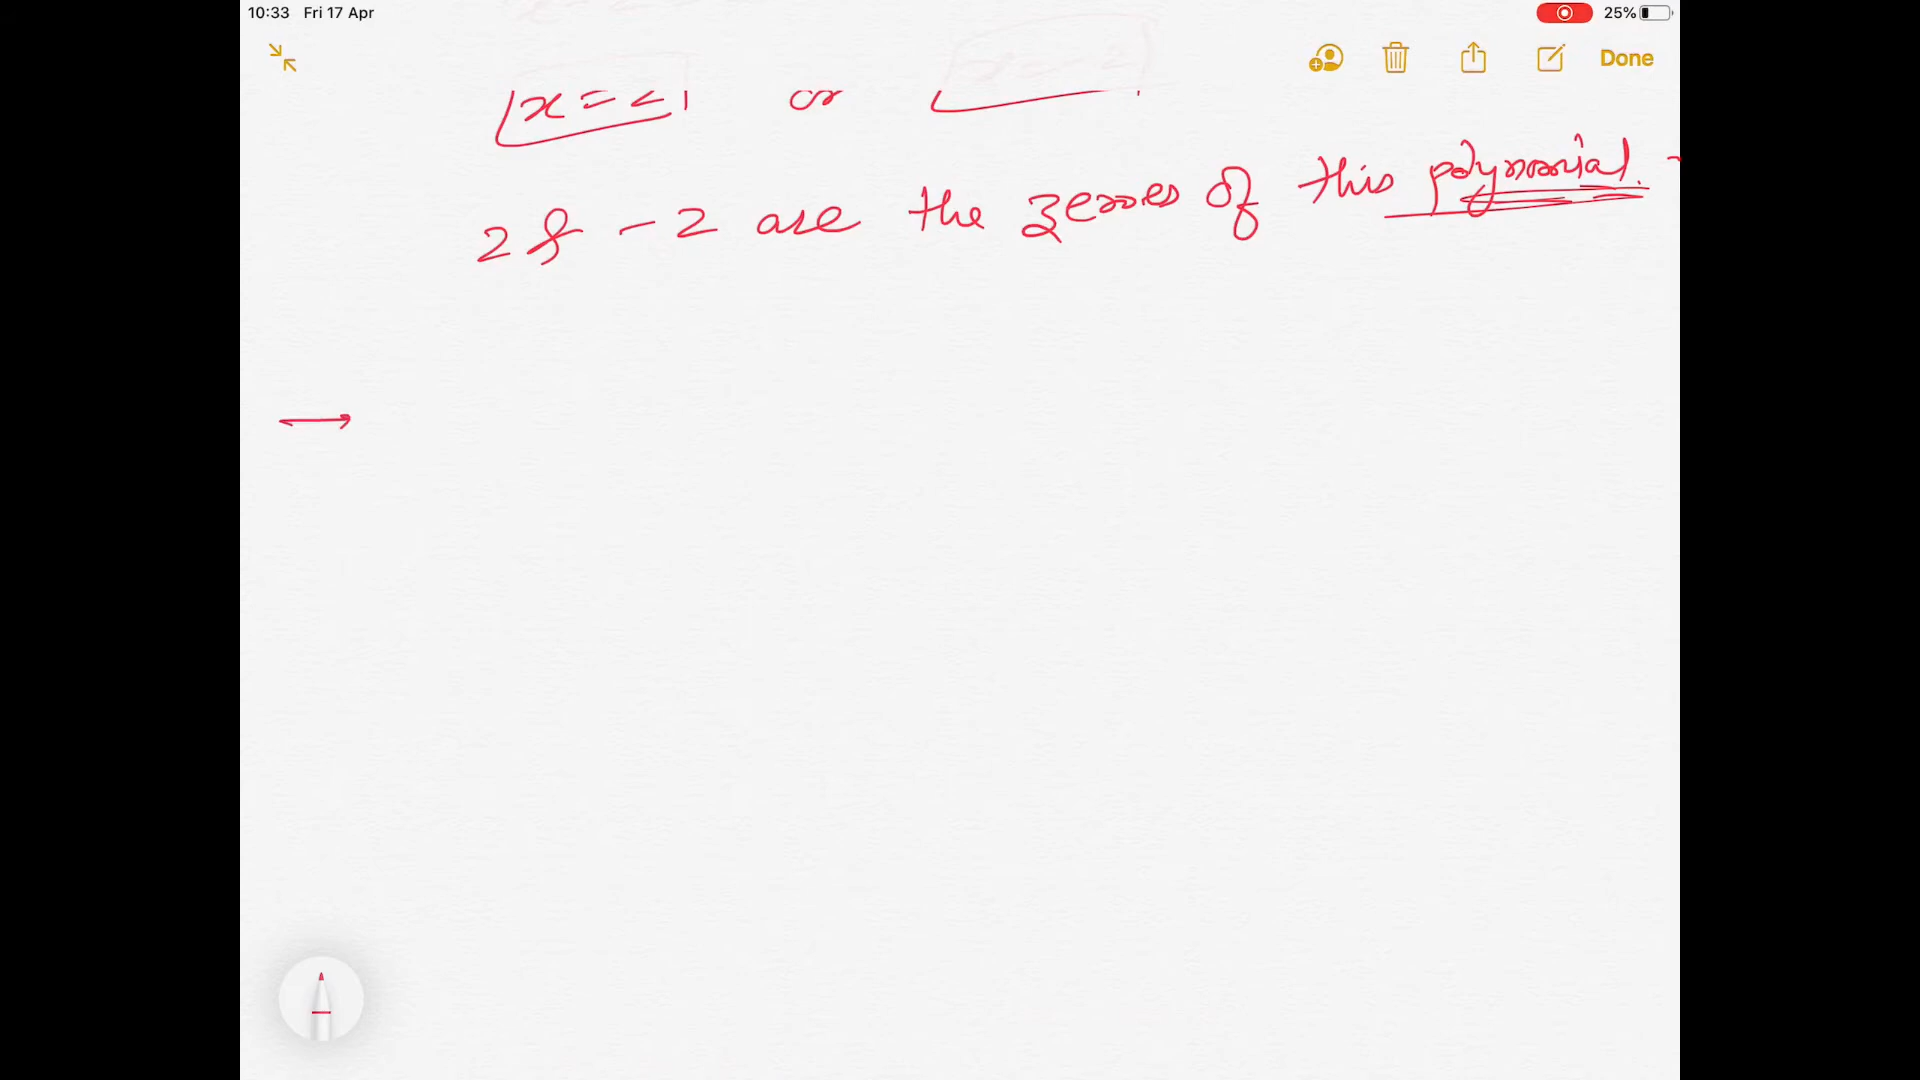 10:33 Fri 17 Apr 25%
Done
x = 2 or
2 & - 2 are the zeroes of this polynomial.